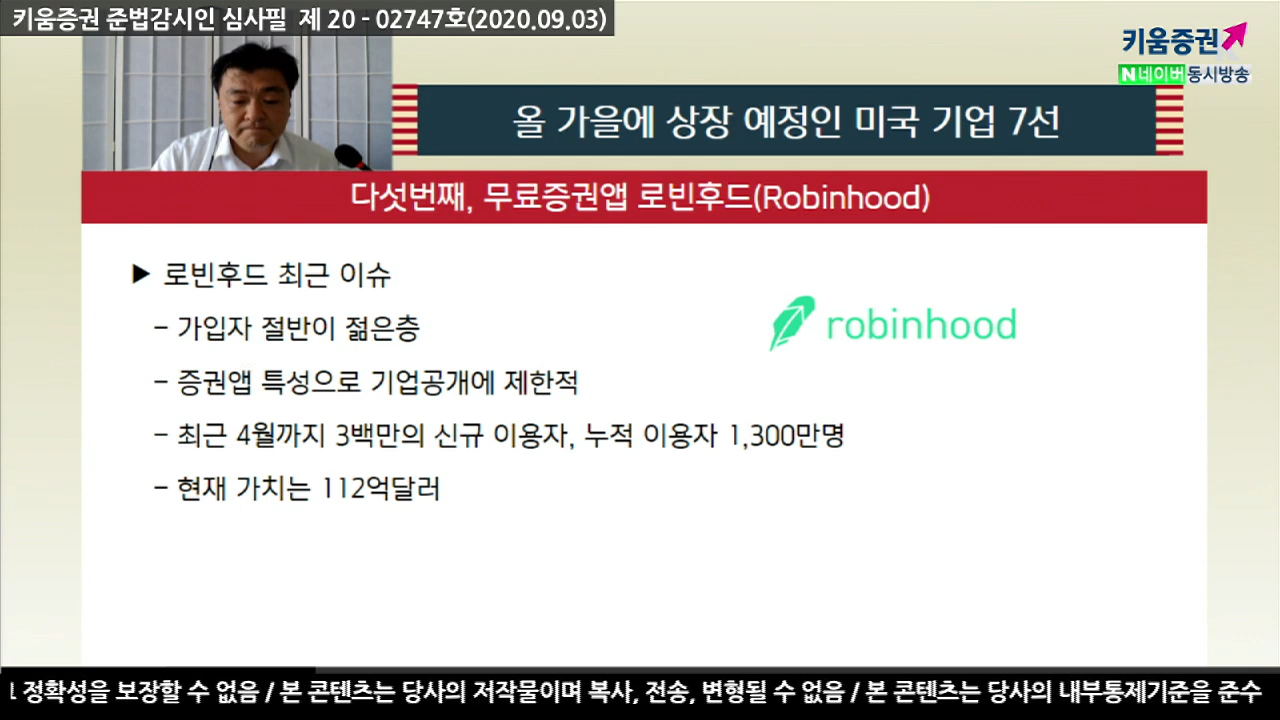 키움증권 준법감시인 심사필 제 20 - 02747호(2020.09.03)
키움증권
N네이버 동시방송
올 가을에 상장 예정인 미국 기업 7선
다섯번째, 무료증권앱 로빈후드(Robinhood)
▶ 로빈후드 최근 이슈
- 가입자 절반이 젊은층
robinhood
- 증권앱 특성으로 기업공개에 제한적
- 최근 4월까지 3백만의 신규 이용자, 누적 이용자 1,300만명
- 현재 가치는 112억달러
정확성을 보장할 수 없음 / 본 콘텐츠는 당사의 저작물이며 복사, 전송, 변형될 수 없음 / 본 콘텐츠는 당사의 내부통제기준을 준수